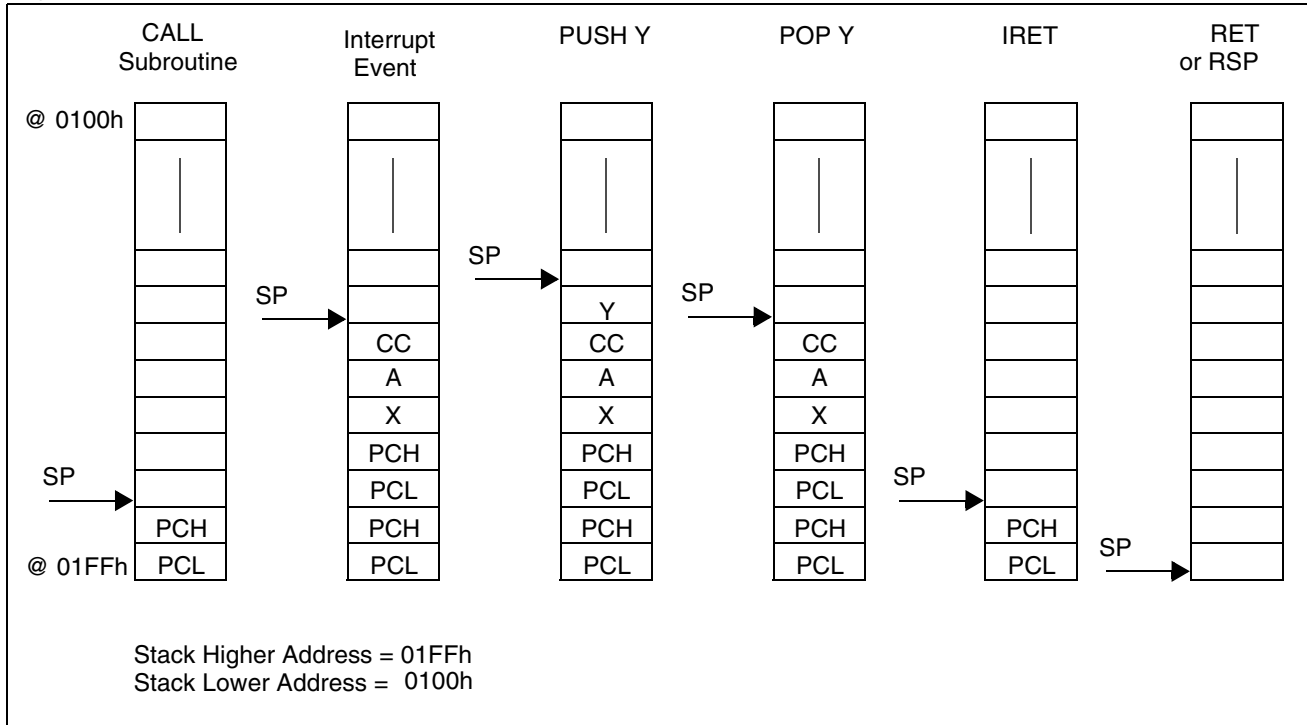 CALL
Subroutine
Interrupt
Event
PUSH Y
POP Y
IRET
RET
or RSP
@ 0100h
SP
SP
SP
Y
CC
CC
CC
A
A
A
X
X
X
PCH
PCH
PCH
SP
SP
PCL
PCL
PCL
PCH
PCH
PCH
PCH
PCH
SP
@ 01FFh
PCL
PCL
PCL
PCL
PCL
Stack Higher Address = 01FFh
Stack Lower Address = 0100h